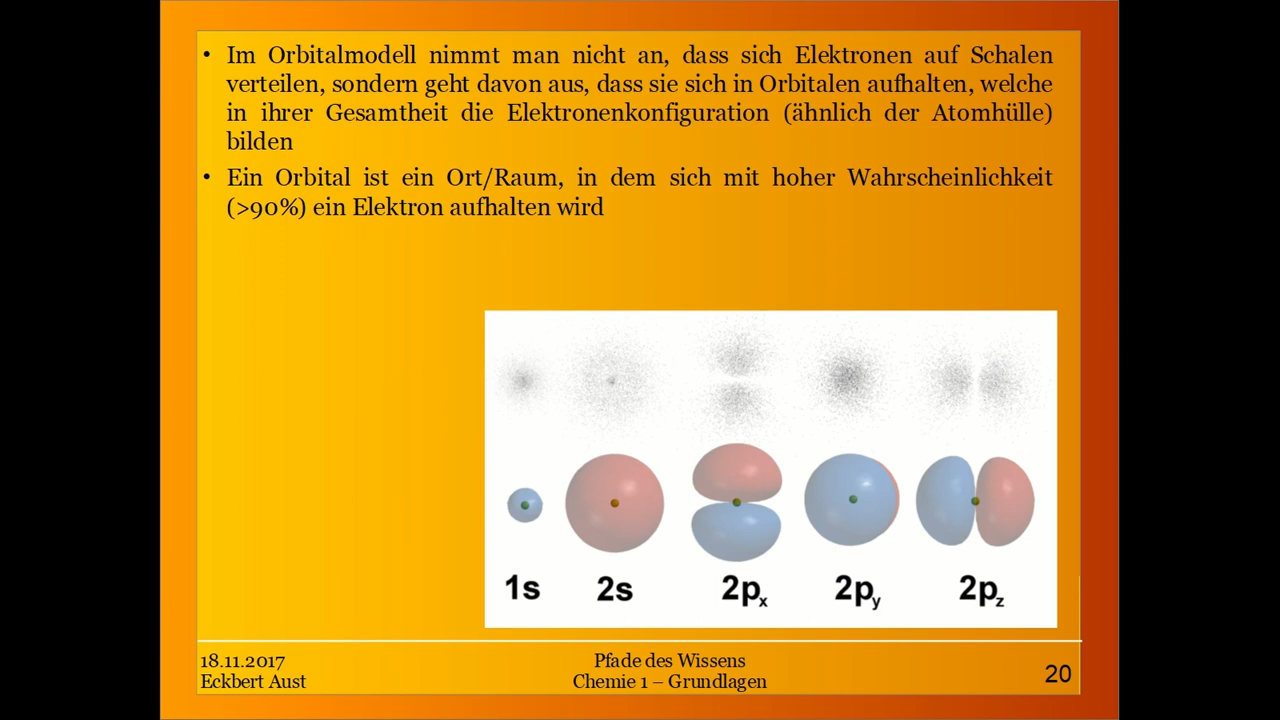 • Im Orbitalmodell nimmt man nicht an, dass sich Elektronen auf Schalen
verteilen, sondern geht davon aus, dass sie sich in Orbitalen aufhalten, welche
in ihrer Gesamtheit die Elektronenkonfiguration (ähnlich der Atomhülle)
bilden
• Ein Orbital ist ein Ort/Raum, in dem sich mit hoher Wahrscheinlichkeit
(>90%) ein Elektron aufhalten wird
1s 2s 2px 2py 2pz
18.11.2017
Eckbert Aust
Pfade des Wissens
Chemie 1 – Grundlagen
20